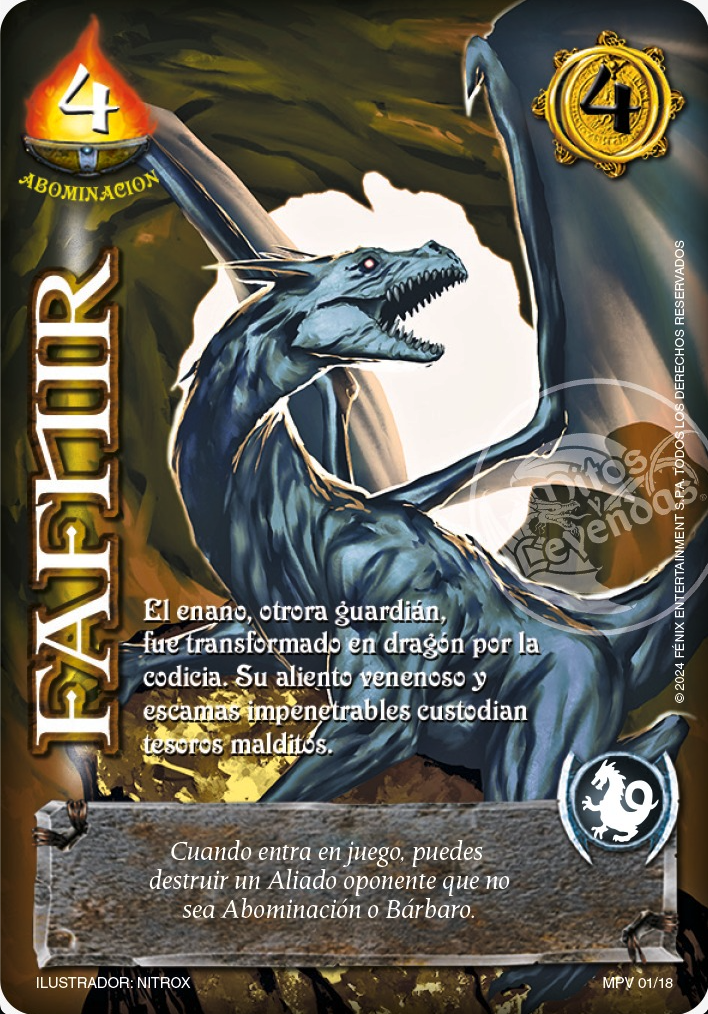 4
4
ABOMINACION
FAFNIR
El enano, otrora guardián,
fue transformado en dragón por la
codicia. Su aliento venenoso y
escamas impenetrables custodian
tesoros malditos.
Cuando entra en juego, puedes
destruir un Aliado oponente que no
sea Abominación o Bárbaro.
© 2024 FÉNIX ENTERTAINMENT S.P.A. TODOS LOS DERECHOS RESERVADOS
Mitos
y
Leyendas
ILUSTRADOR: NITROX
MPV 01/18